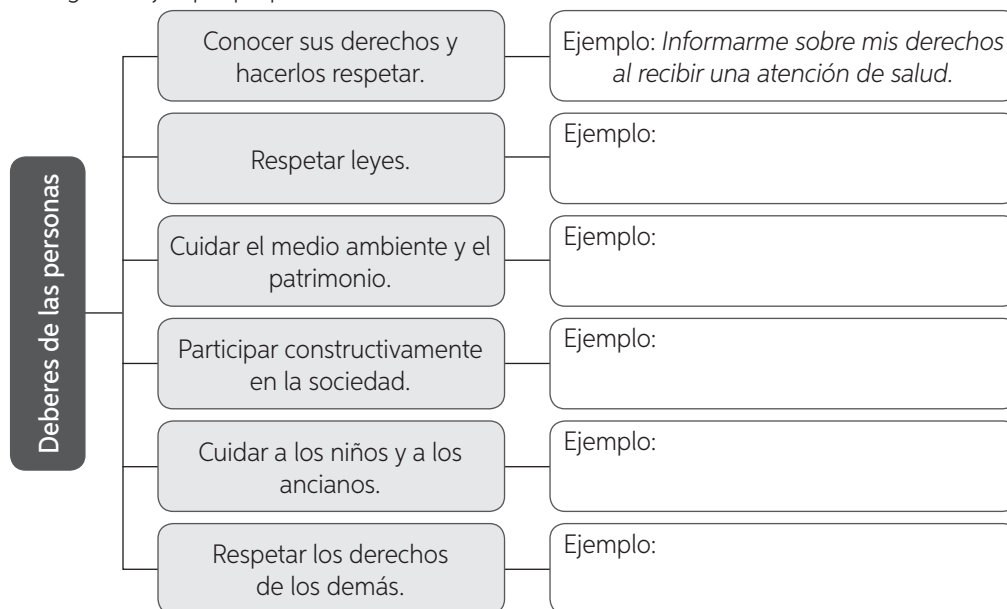 Deberes de las personas
Conocer sus derechos y
hacerlos respetar.
Ejemplo: Informarme sobre mis derechos
al recibir una atención de salud.
Respetar leyes.
Ejemplo:
Cuidar el medio ambiente y el
patrimonio.
Ejemplo:
Participar constructivamente
en la sociedad.
Ejemplo:
Cuidar a los niños y a los
ancianos.
Ejemplo:
Respetar los derechos
de los demás.
Ejemplo: